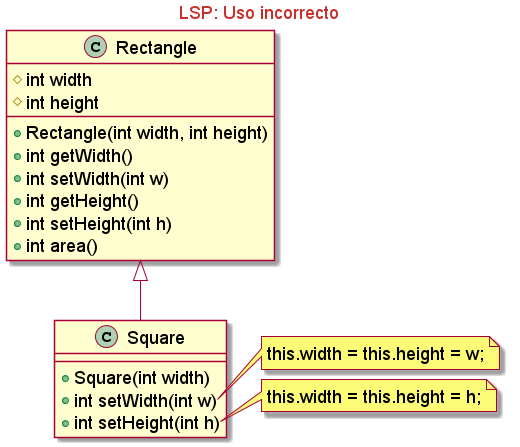 LSP: Uso incorrecto
C Rectangle
int width
int height
Rectangle(int width, int height)
int getWidth()
int setWidth(int w)
int getHeight()
int setHeight(int h)
int area()
C Square
Square(int width)
int setWidth(int w)
int setHeight(int h)
this.width = this.height = w;
this.width = this.height = h;